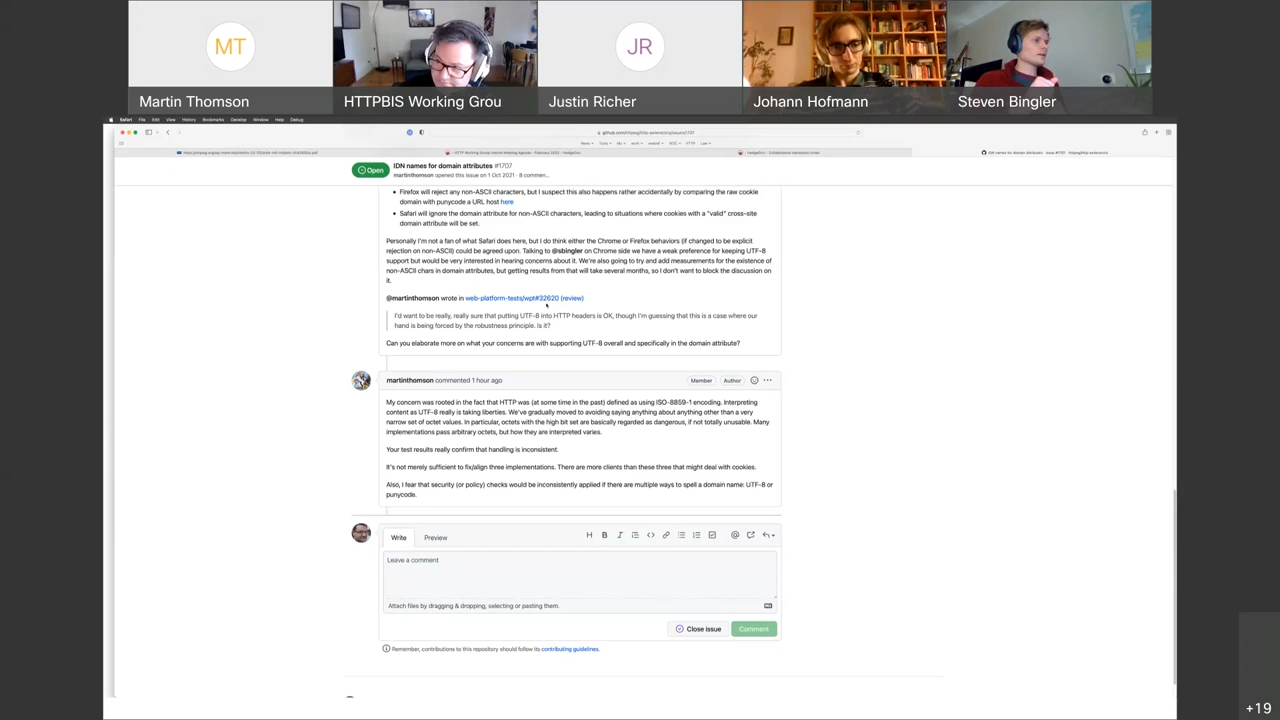 MT
JR
Martin Thomson
HTTPBIS Working Grou
Justin Richer
Johann Hofmann
Steven Bingler
Safari File Edit View History Bookmarks Develop Window Help Debug
Open
IDN names for domain attributes #1707
martinthomson opened this issue on 1 Oct 2021 · 8 commen...
Firefox will reject any non-ASCII characters, but I suspect this also happens rather accidentally by comparing the raw cookie
domain with punycode a URL host here
Safari will ignore the domain attribute for non-ASCII characters, leading to situations where cookies with a "valid" cross-site
domain attribute will be set.
Personally I'm not a fan of what Safari does here, but I do think either the Chrome or Firefox behaviors (if changed to be explicit
rejection on non-ASCII) could be agreed upon. Talking to @sbingler on Chrome side we have a weak preference for keeping UTF-8
support but would be very interested in hearing concerns about it. We're also going to try and add measurements for the existence of
non-ASCII chars in domain attributes, but getting results from that will take several months, so I don't want to block the discussion on
it.
@martinthomson wrote in web-platform-tests/wpt#32620 (review)
I'd want to be really, really sure that putting UTF-8 into HTTP headers is OK, though I'm guessing that this is a case where our
hand is being forced by the robustness principle. Is it?
Can you elaborate more on what your concerns are with supporting UTF-8 overall and specifically in the domain attribute?
martinthomson commented 1 hour ago
Member
Author
My concern was rooted in the fact that HTTP was (at some time in the past) defined as using ISO-8859-1 encoding. Interpreting
content as UTF-8 really is taking liberties. We've gradually moved to avoiding saying anything about anything other than a very
narrow set of octet values. In particular, octets with the high bit set are basically regarded as dangerous, if not totally unusable. Many
implementations pass arbitrary octets, but how they are interpreted varies.
Your test results really confirm that handling is inconsistent.
It's not merely sufficient to fix/align three implementations. There are more clients than these three that might deal with cookies.
Also, I fear that security (or policy) checks would be inconsistently applied if there are multiple ways to spell a domain name: UTF-8 or
punycode.
Write
Preview
Leave a comment
Attach files by dragging & dropping, selecting or pasting them.
Close issue
Comment
Remember, contributions to this repository should follow its contributing guidelines.
+19